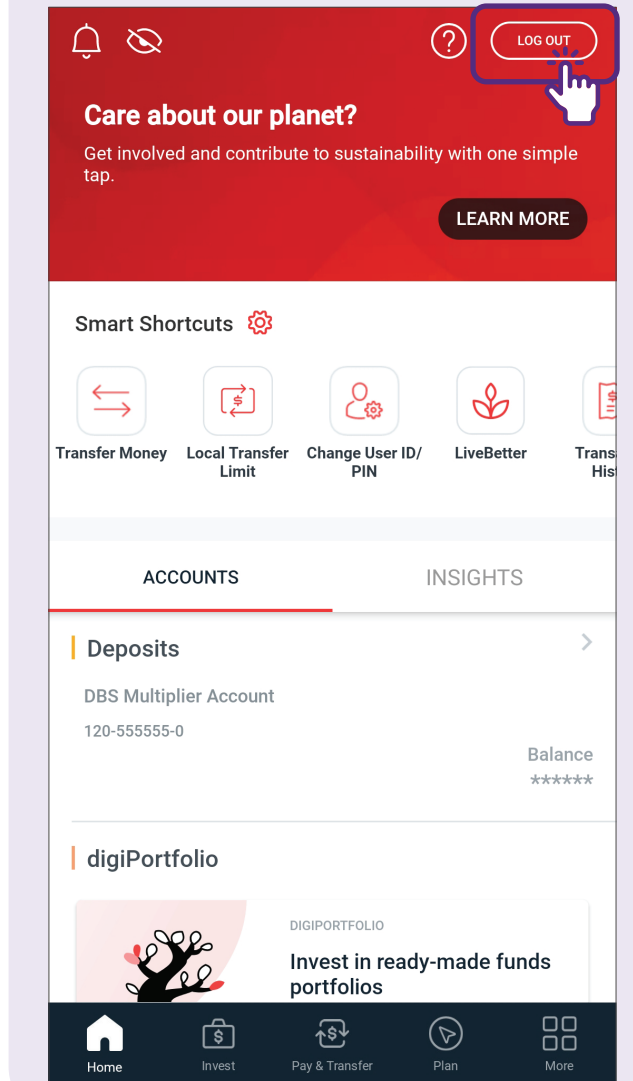 LOG OUT
Care about our planet?
Get involved and contribute to sustainability with one simple
tap.
LEARN MORE
Smart Shortcuts
Transfer Money
Local Transfer
Limit
Change User ID/
PIN
LiveBetter
Trans
His
ACCOUNTS
INSIGHTS
Deposits
DBS Multiplier Account
120-555555-0
Balance
******
digiPortfolio
DIGIPORTFOLIO
Invest in ready-made funds
portfolios
Home
Invest
Pay & Transfer
Plan
More